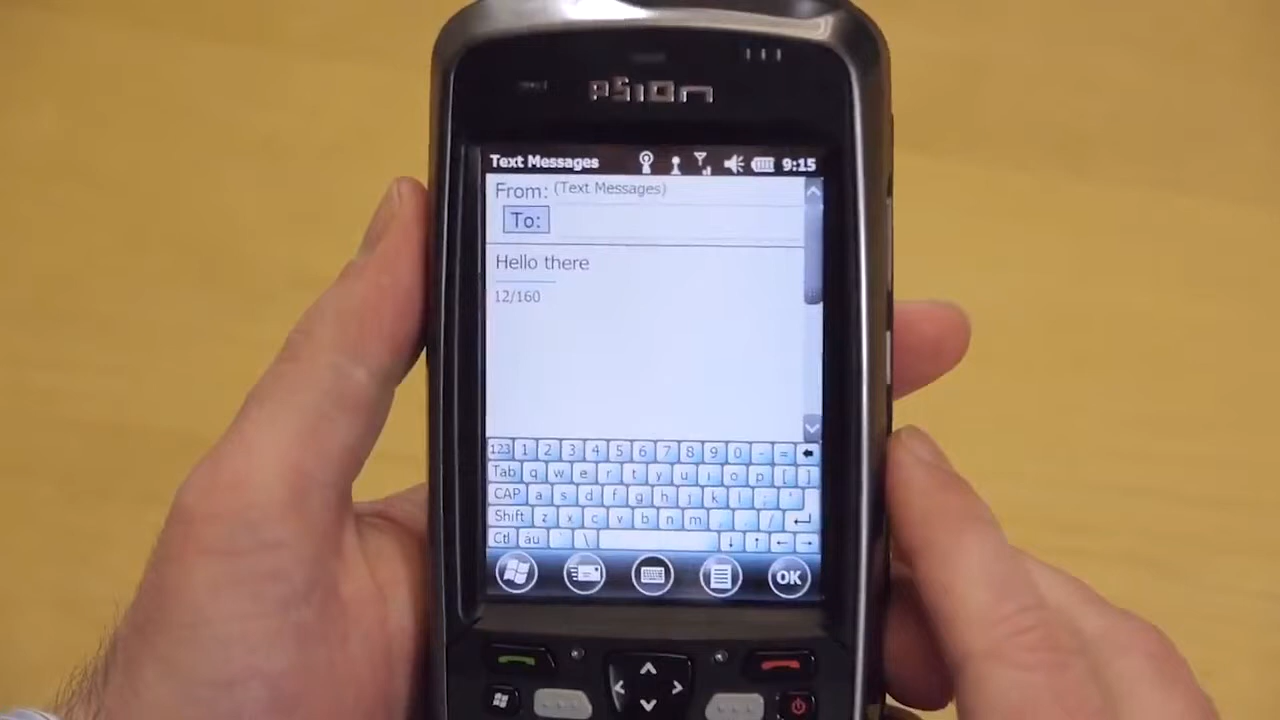 PSION
Text Messages 9:15
From: (Text Messages)
To:
Hello there
12/160
123 1 2 3 4 5 6 7 8 9 0 - =
Tab q w e r t y u i o p [ ]
CAP a s d f g h j k l ; '
Shift z x c v b n m , . /
Ctl áü ` \
OK